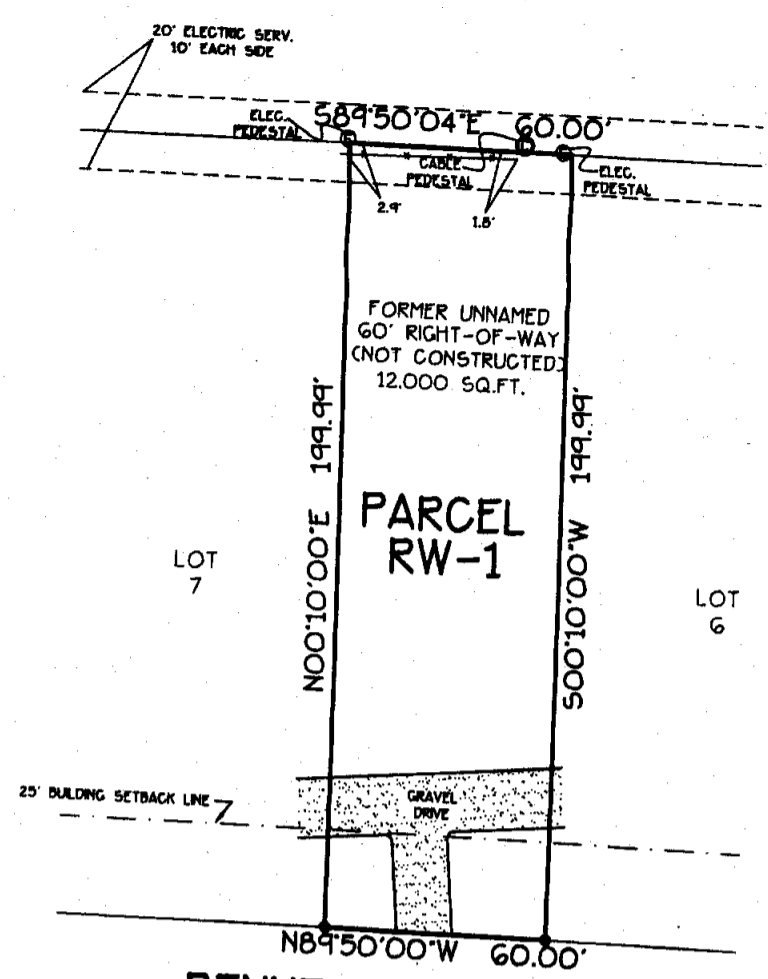 20' ELECTRIC SERV.
10' EACH SIDE
S89°50'04"E 60.00'
ELEC.
PEDESTAL
CABLE
PEDESTAL
ELEC.
PEDESTAL
2.9'
1.8'
FORMER UNNAMED
60' RIGHT-OF-WAY
(NOT CONSTRUCTED)
12,000 SQ.FT.
N00°10'00"E 199.99'
S00°10'00"W 199.99'
PARCEL
RW-1
LOT
7
LOT
6
25' BUILDING SETBACK LINE
GRAVEL
DRIVE
N89°50'00"W 60.00'